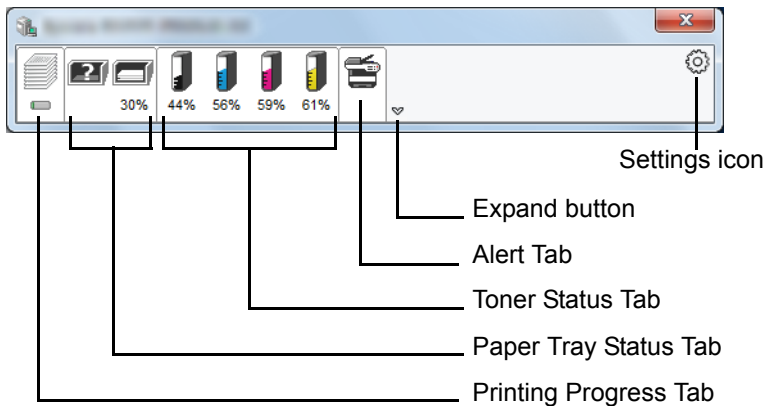 x
?
30% 44% 56% 59% 61%
Settings icon
Expand button
Alert Tab
Toner Status Tab
Paper Tray Status Tab
Printing Progress Tab